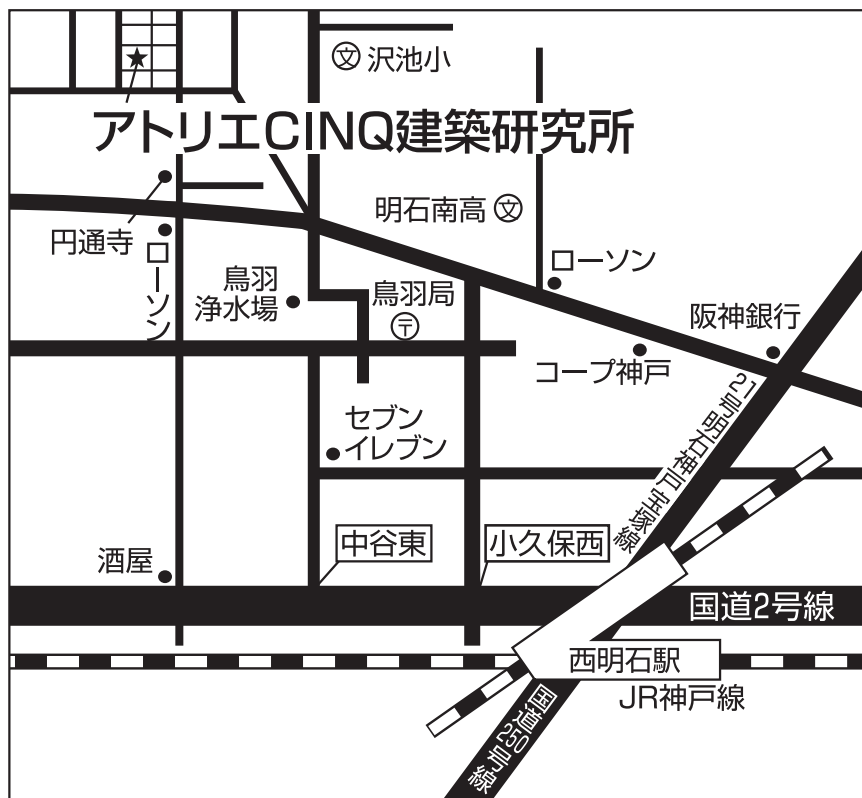 文 沢池小
アトリエCINQ建築研究所
明石南高 文
円通寺
ローソン
鳥羽
浄水場
鳥羽局
〒
ローソン
阪神銀行
コープ神戸
21号明石神戸宝塚線
セブン
イレブン
中谷東
小久保西
酒屋
国道2号線
西明石駅
JR神戸線
国道250号線